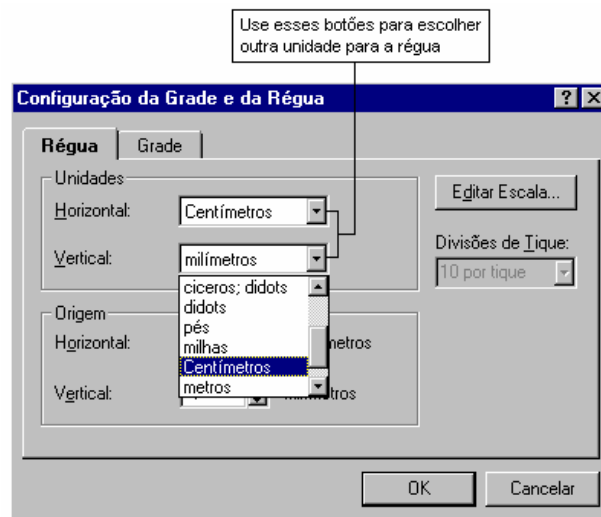 Use esses botões para escolher
outra unidade para a régua
Configuração da Grade e da Régua
Régua
Grade
Unidades
Horizontal:
Centímetros
Editar Escala...
Vertical:
milímetros
Divisões de Tique:
10 por tique
ciceros; didots
didots
pés
milhas
Centímetros
metros
Origem
Horizontal:
Vertical:
OK
Cancelar